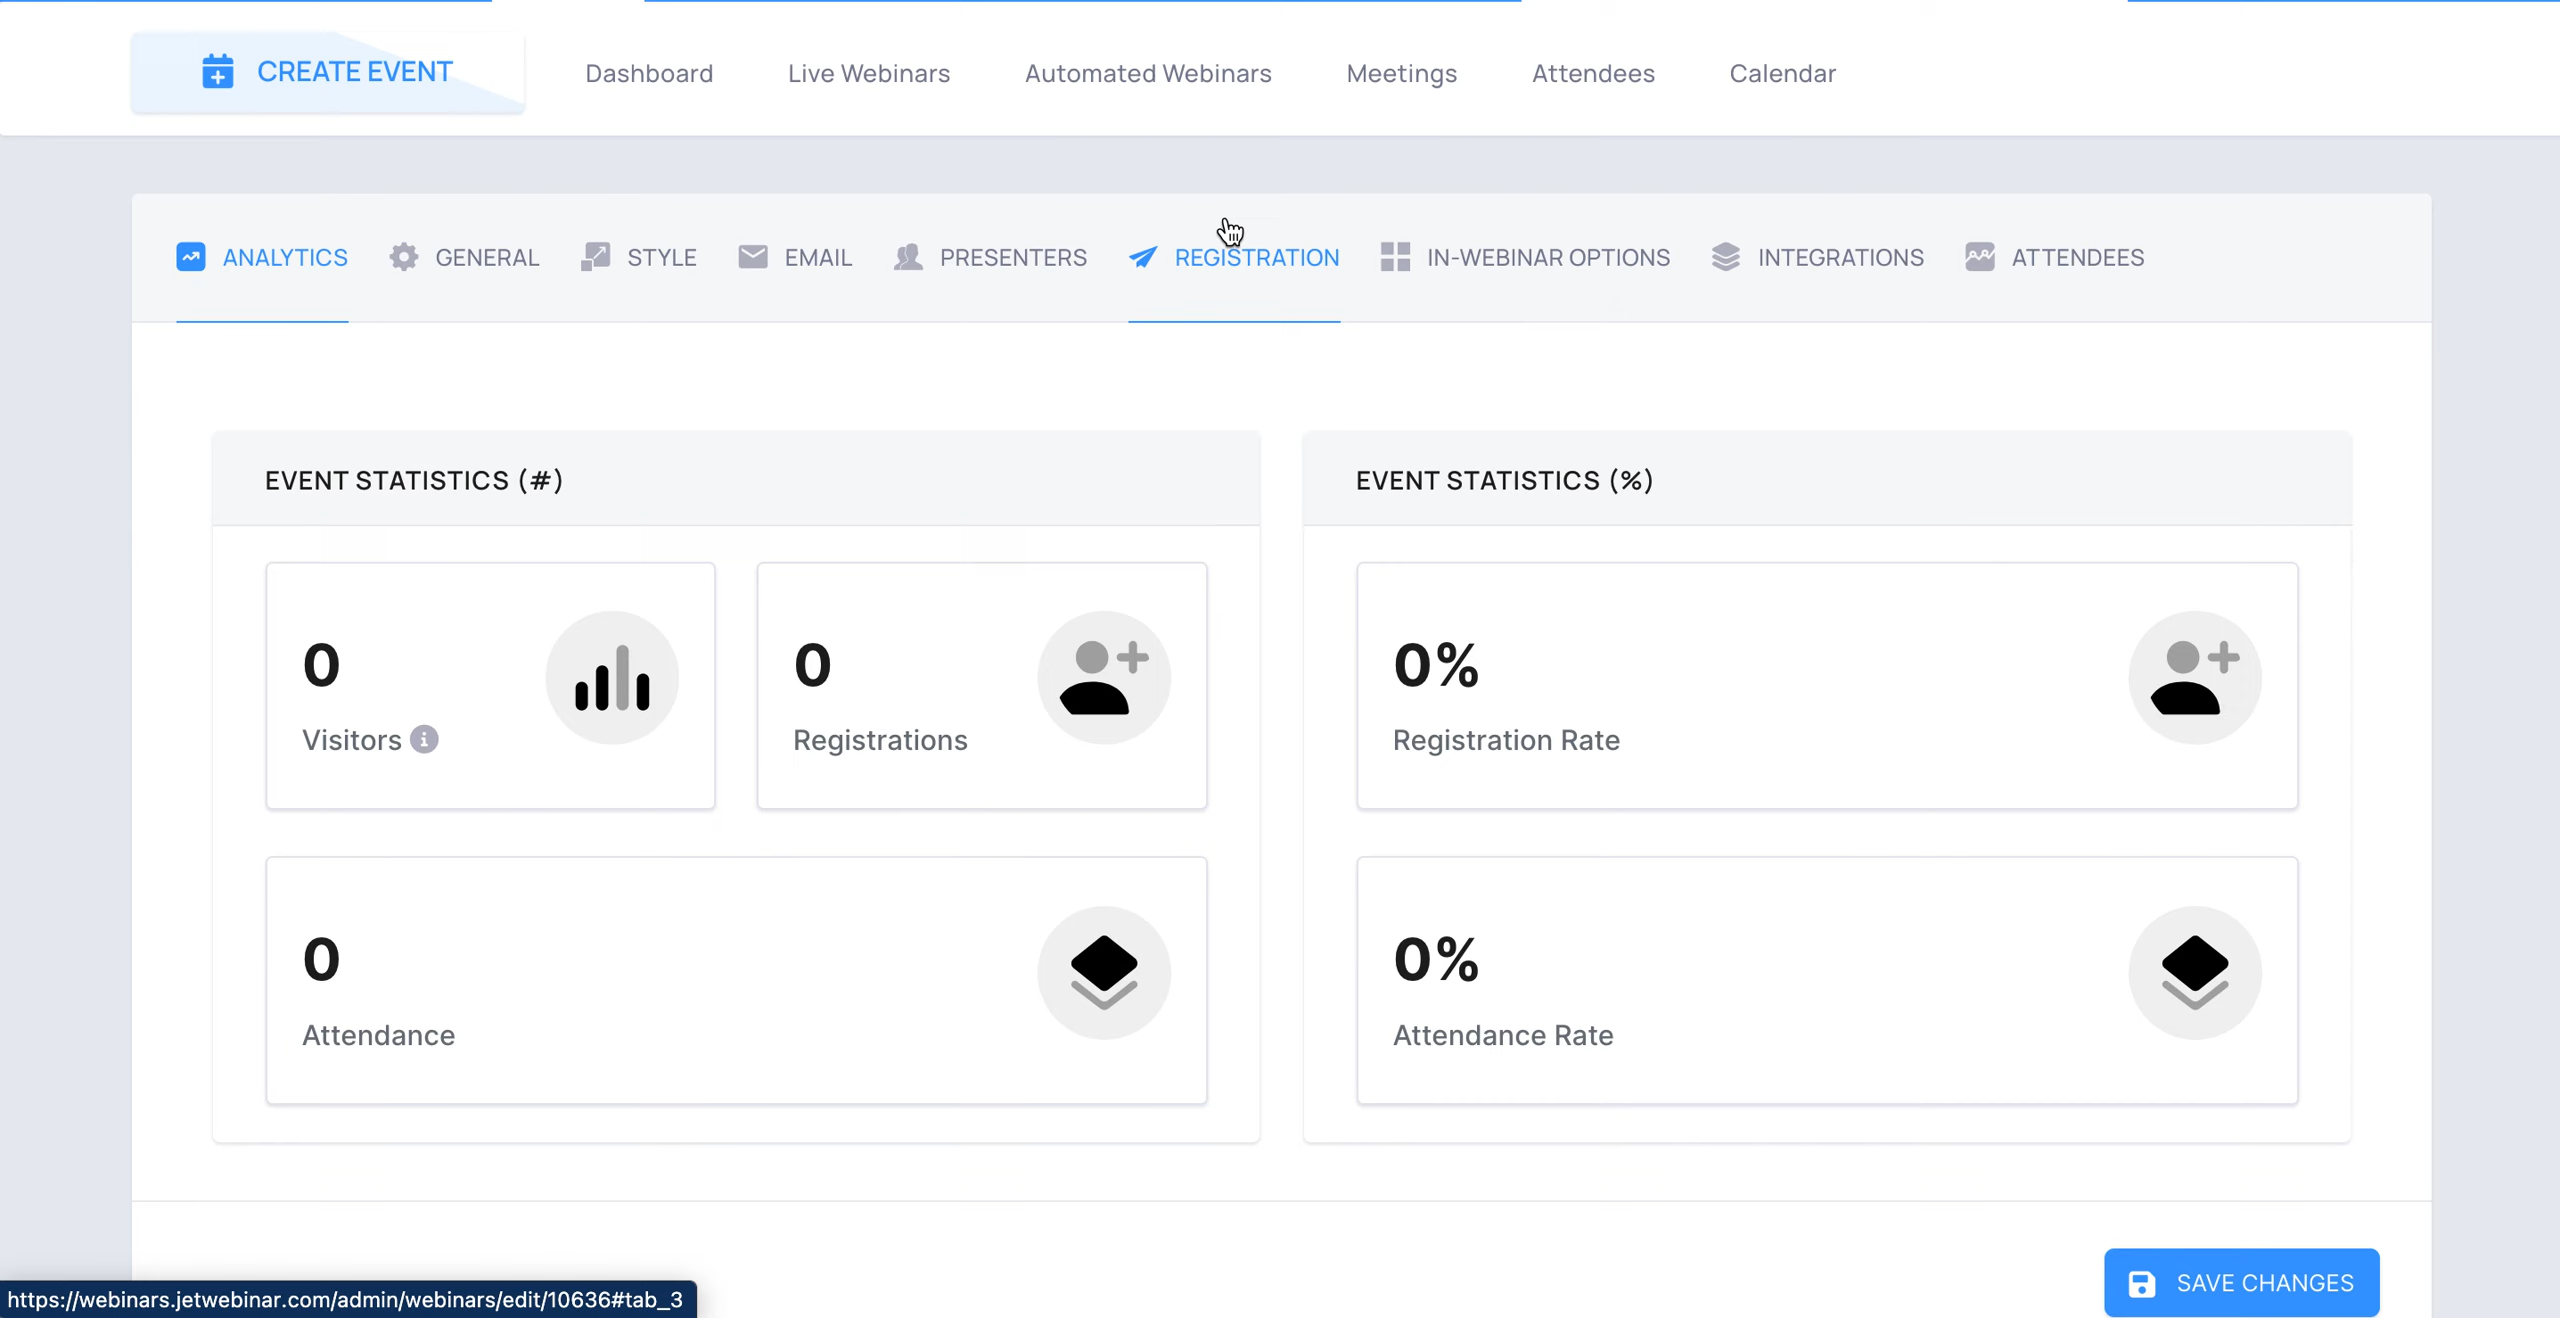 CREATE EVENT
Dashboard
Live Webinars
Automated Webinars
Meetings
Attendees
Calendar
ANALYTICS
GENERAL
STYLE
EMAIL
PRESENTERS
REGISTRATION
IN-WEBINAR OPTIONS
INTEGRATIONS
ATTENDEES
EVENT STATISTICS (#)
0
Visitors
0
Registrations
0
Attendance
EVENT STATISTICS (%)
0%
Registration Rate
0%
Attendance Rate
SAVE CHANGES
https://webinars.jetwebinar.com/admin/webinars/edit/10636#tab_3